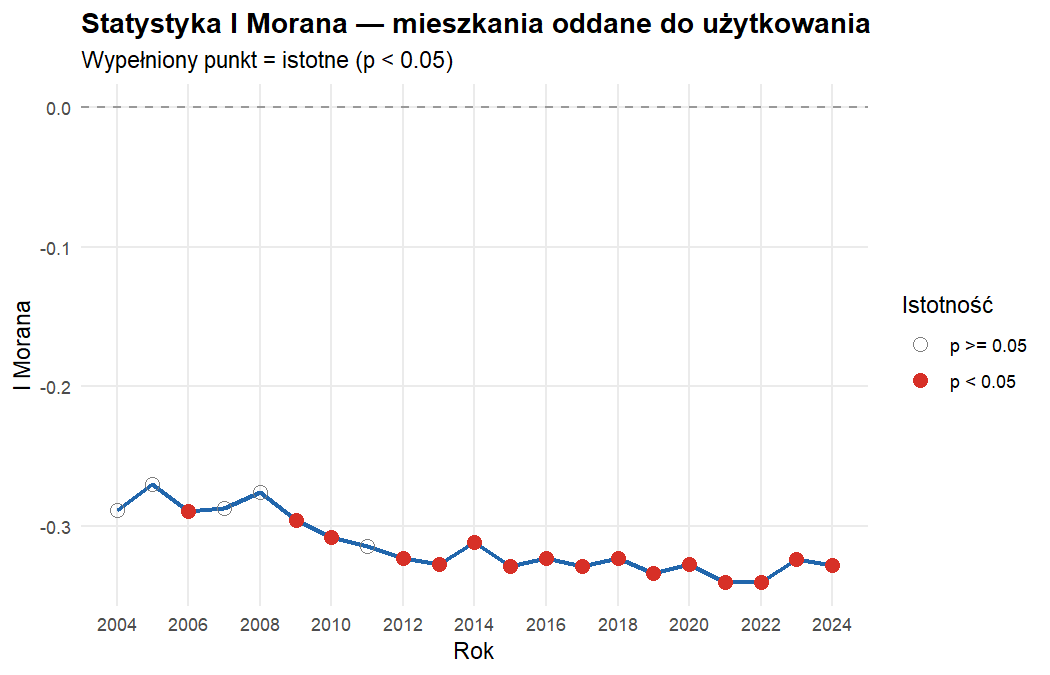 Statystyka I Morana — mieszkania oddane do użytkowania
Wypełniony punkt = istotne (p < 0.05)
I Morana
0.0
-0.1
-0.2
-0.3
2004 2006 2008 2010 2012 2014 2016 2018 2020 2022 2024
Rok
Istotność
p >= 0.05
p < 0.05